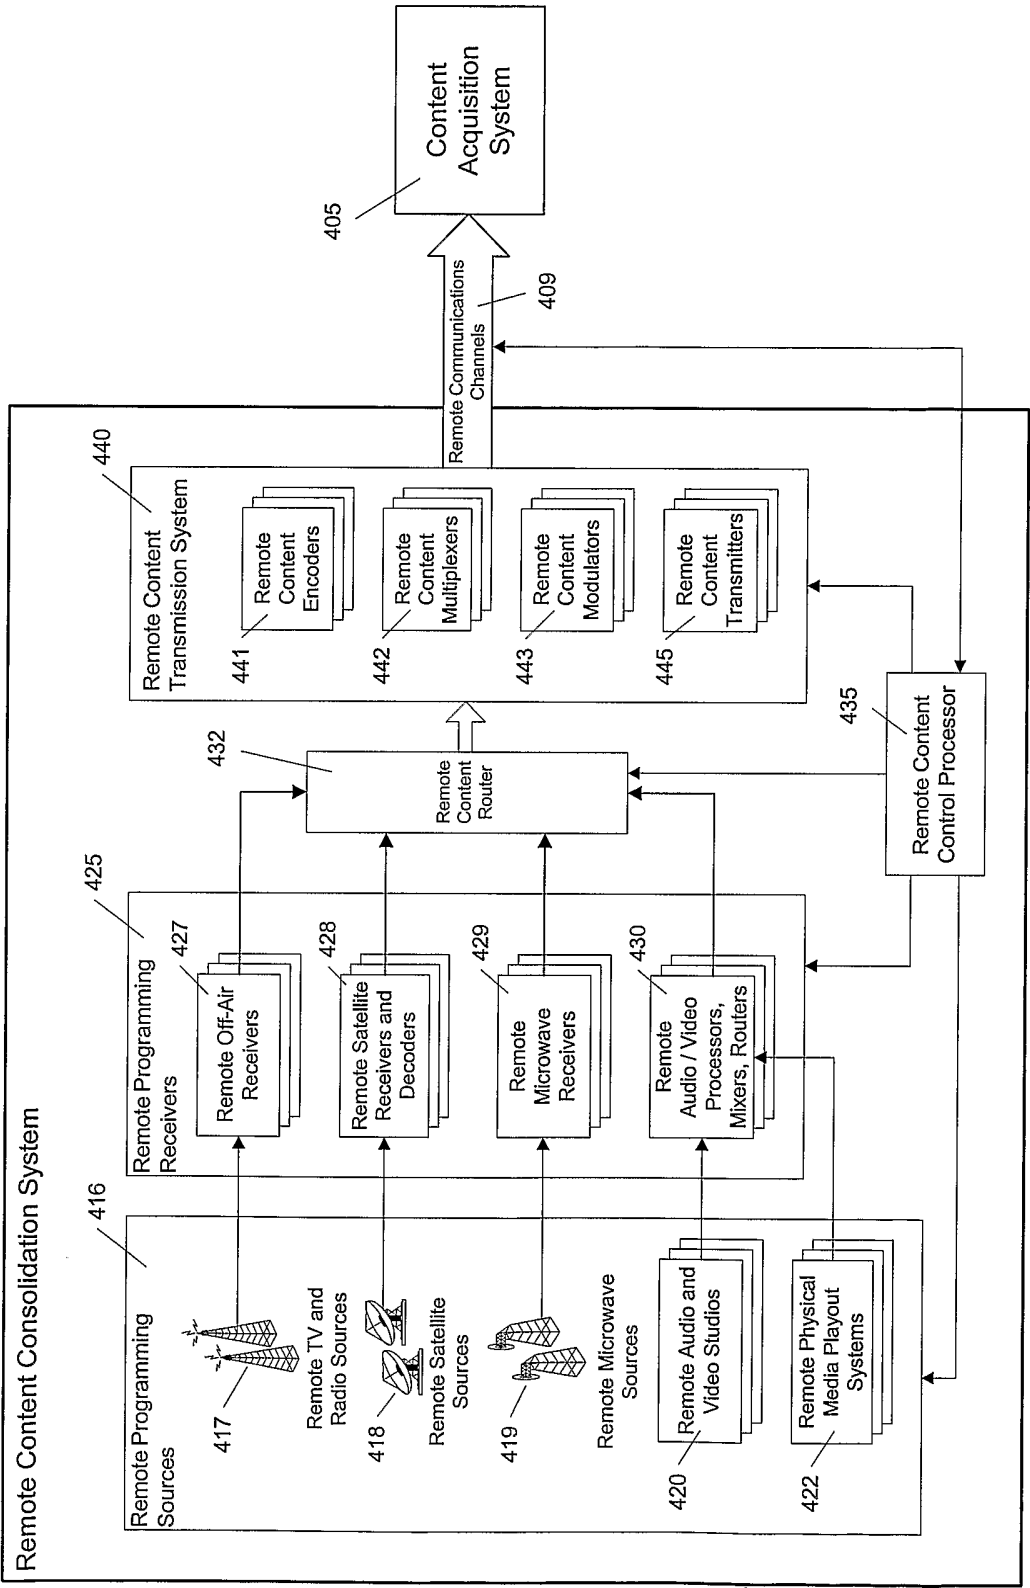 Remote Content Consolidation System
416
Remote Programming
Sources
417
Remote TV and
Radio Sources
418
Remote Satellite
Sources
419
Remote Microwave
Sources
420
Remote Audio and
Video Studios
422
Remote Physical
Media Playout
Systems
425
Remote Programming
Receivers
427
Remote Off-Air
Receivers
428
Remote Satellite
Receivers and
Decoders
429
Remote
Microwave
Receivers
430
Remote
Audio / Video
Processors,
Mixers, Routers
432
Remote
Content
Router
435
Remote Content
Control Processor
440
Remote Content
Transmission System
441
Remote
Content
Encoders
442
Remote
Content
Multiplexers
443
Remote
Content
Modulators
445
Remote
Content
Transmitters
Remote Communications
Channels
409
405
Content
Acquisition
System